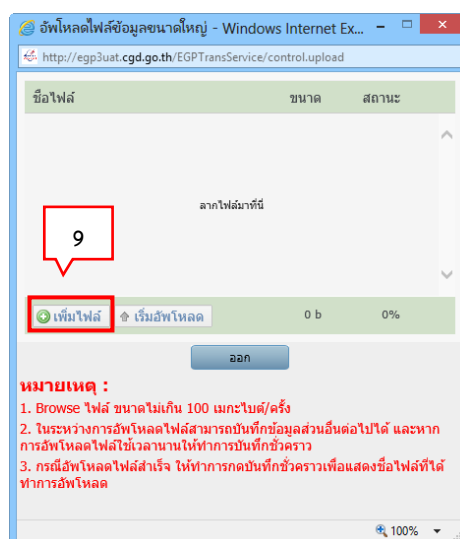 อัพโหลดไฟล์ข้อมูลขนาดใหญ่ - Windows Internet Ex...
http://egp3uat.cgd.go.th/EGPTransService/control.upload
ชื่อไฟล์ ขนาด สถานะ
ลากไฟล์มาที่นี่
9
เพิ่มไฟล์ เริ่มอัพโหลด 0 b 0%
ออก
หมายเหตุ :
1. Browse ไฟล์ ขนาดไม่เกิน 100 เมกะไบต์/ครั้ง
2. ในระหว่างการอัพโหลดไฟล์สามารถบันทึกข้อมูลส่วนอื่นต่อไปได้ และหาก
การอัพโหลดไฟล์ใช้เวลานานให้ทำการบันทึกชั่วคราว
3. กรณีอัพโหลดไฟล์สำเร็จ ให้ทำการกดบันทึกชั่วคราวเพื่อแสดงชื่อไฟล์ที่ได้
ทำการอัพโหลด
100%